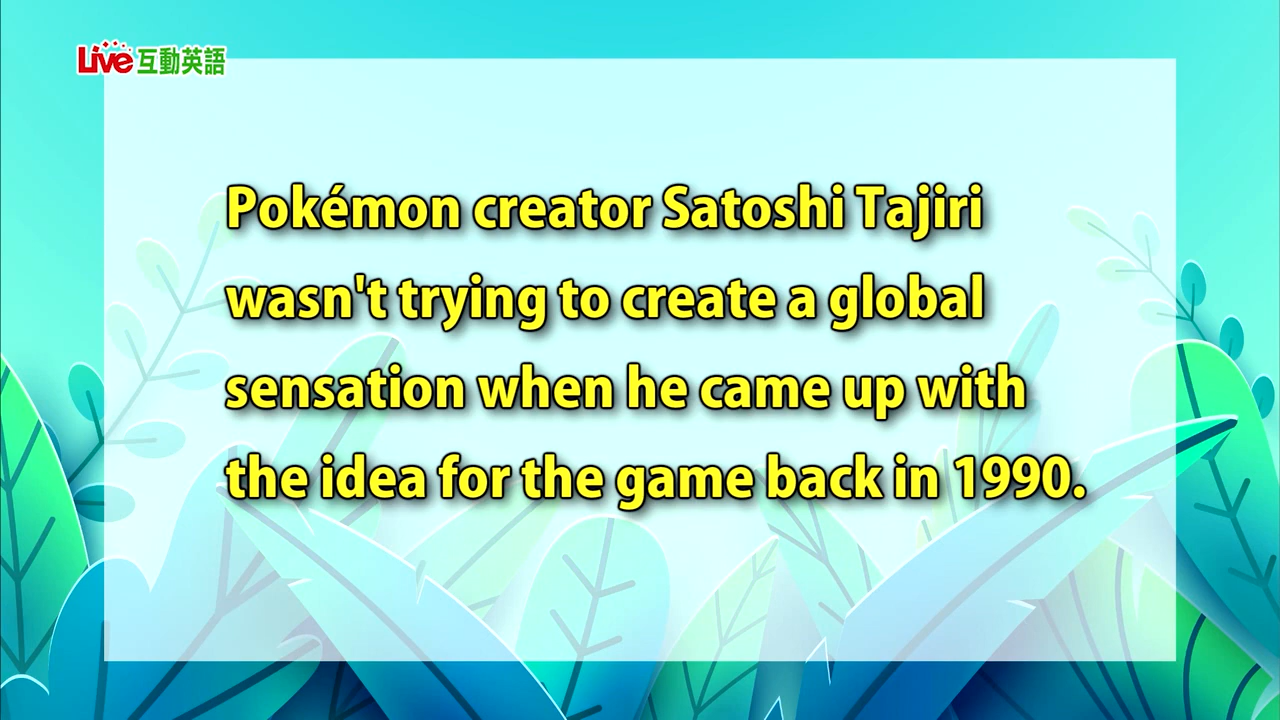 Live互動英語
Pokémon creator Satoshi Tajiri
wasn't trying to create a global
sensation when he came up with
the idea for the game back in 1990.